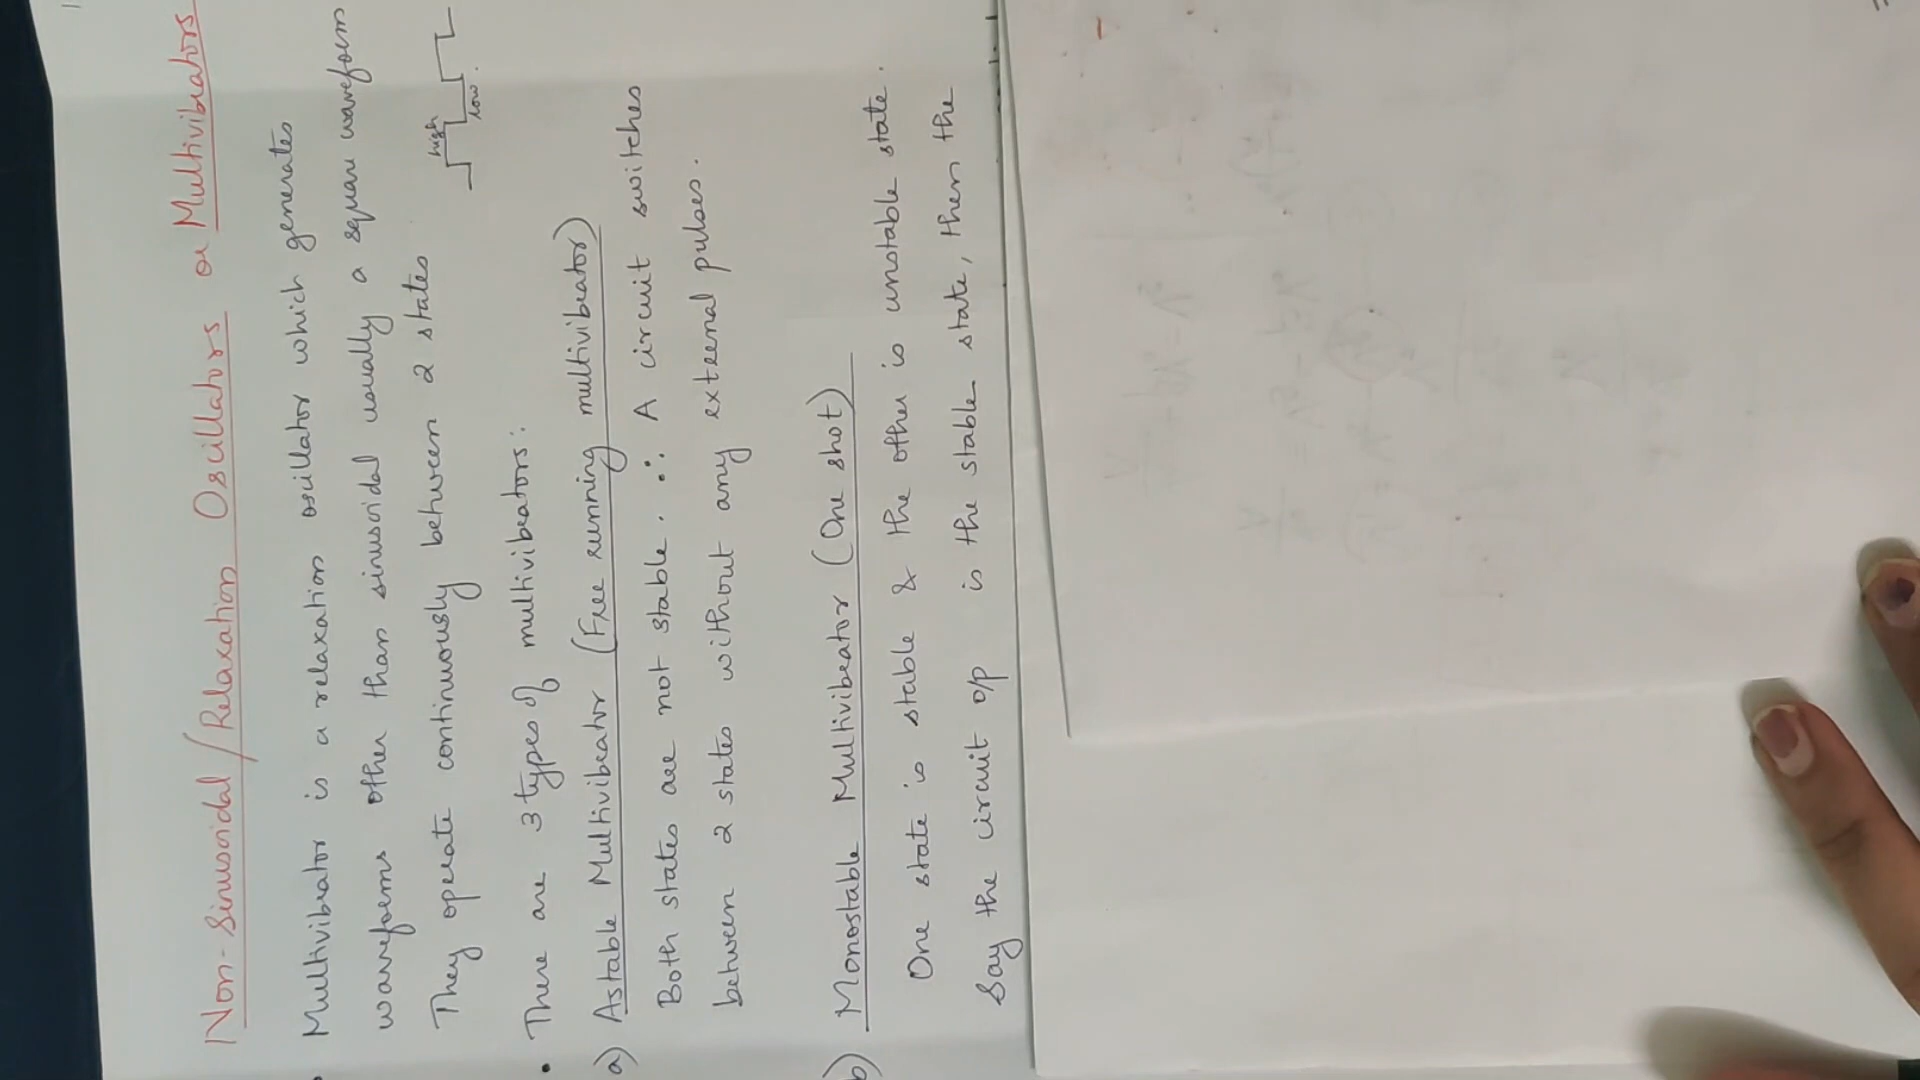 Non-Sinusoidal/Relaxation Oscillators or Multivibrators
• Multivibrator is a relaxation oscillator which generates
waveforms other than sinusoidal usually a square waveform
They operate continuously between 2 states
high
low
• There are 3 types of multivibrators:
a) Astable Multivibrator (Free running multivibrator)
Both states are not stable. ∴ A circuit switches
between 2 states without any external pulses.
b) Monostable Multivibrator (One shot)
One state is stable & the other is unstable state.
Say the circuit o/p is the stable state, then the